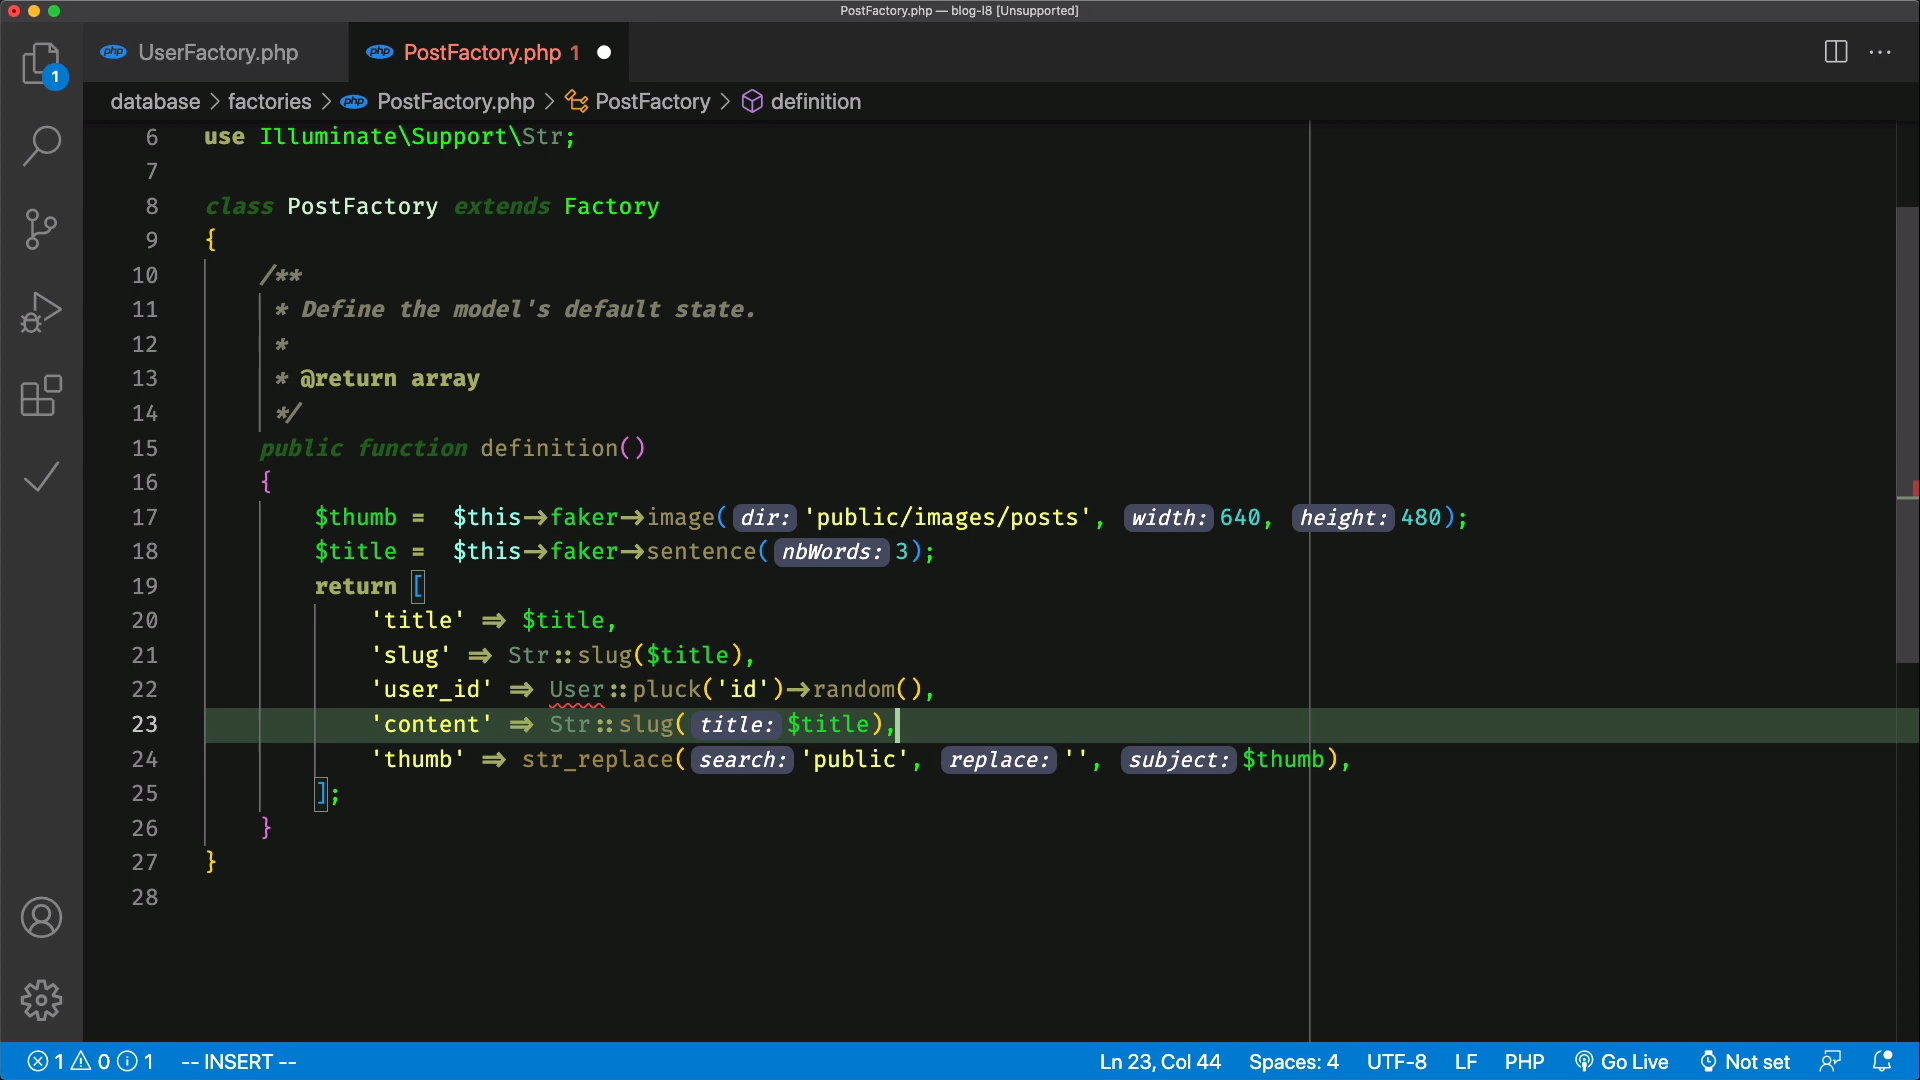 PostFactory.php — blog-l8 [Unsupported]
php UserFactory.php
php PostFactory.php 1
1
database > factories > php PostFactory.php > PostFactory > definition
6 use Illuminate\Support\Str;
7
8 class PostFactory extends Factory
9 {
10 /**
11 * Define the model's default state.
12 *
13 * @return array
14 */
15 public function definition()
16 {
17 $thumb = $this->faker->image(dir: 'public/images/posts', width: 640, height: 480);
18 $title = $this->faker->sentence(nbWords: 3);
19 return [
20 'title' => $title,
21 'slug' => Str::slug($title),
22 'user_id' => User::pluck('id')->random(),
23 'content' => Str::slug(title: $title),
24 'thumb' => str_replace(search: 'public', replace: '', subject: $thumb),
25 ];
26 }
27 }
28
1 0 1 -- INSERT -- Ln 23, Col 44 Spaces: 4 UTF-8 LF PHP Go Live Not set